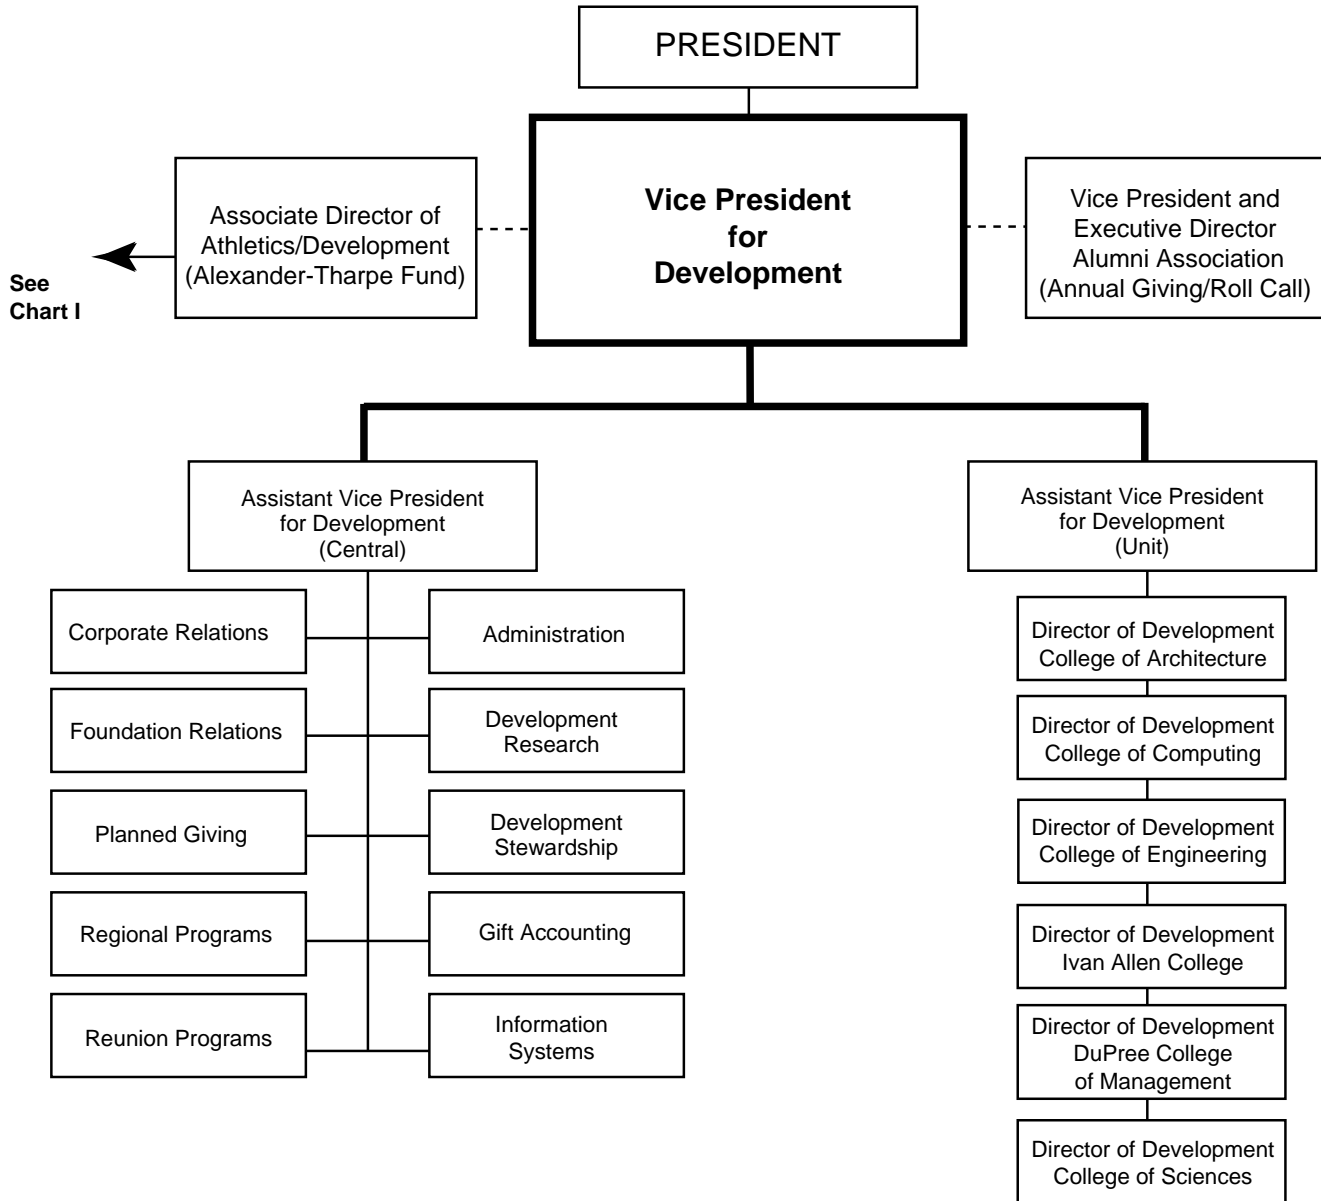 PRESIDENT
Vice President
for
Development
Associate Director of
Athletics/Development
(Alexander-Tharpe Fund)
See
Chart I
Vice President and
Executive Director
Alumni Association
(Annual Giving/Roll Call)
Assistant Vice President
for Development
(Central)
Corporate Relations
Administration
Foundation Relations
Development
Research
Planned Giving
Development
Stewardship
Regional Programs
Gift Accounting
Reunion Programs
Information
Systems
Assistant Vice President
for Development
(Unit)
Director of Development
College of Architecture
Director of Development
College of Computing
Director of Development
College of Engineering
Director of Development
Ivan Allen College
Director of Development
DuPree College
of Management
Director of Development
College of Sciences